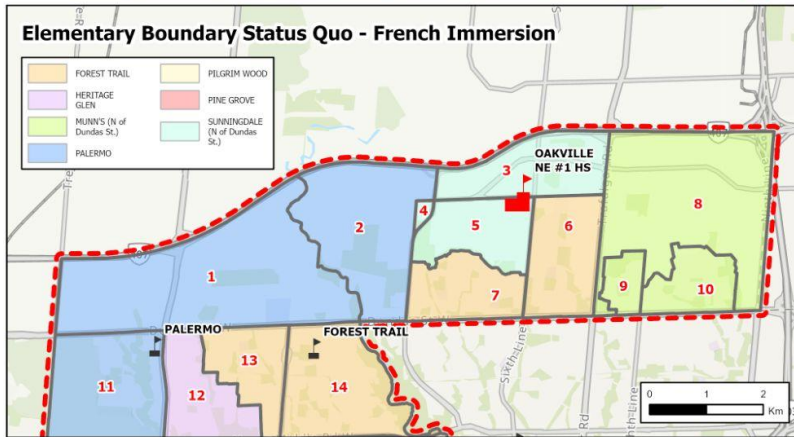 Elementary Boundary Status Quo - French Immersion
FOREST TRAIL
HERITAGE
GLEN
MUNN'S (N of
Dundas St.)
PALERMO
PILGRIM WOOD
PINE GROVE
SUNNINGDALE
(N of Dundas
St.)
OAKVILLE
NE #1 HS
3
4
5
6
8
2
1
7
9
10
PALERMO
FOREST TRAIL
13
11
12
14
Sixth Line
0 1 2
Km